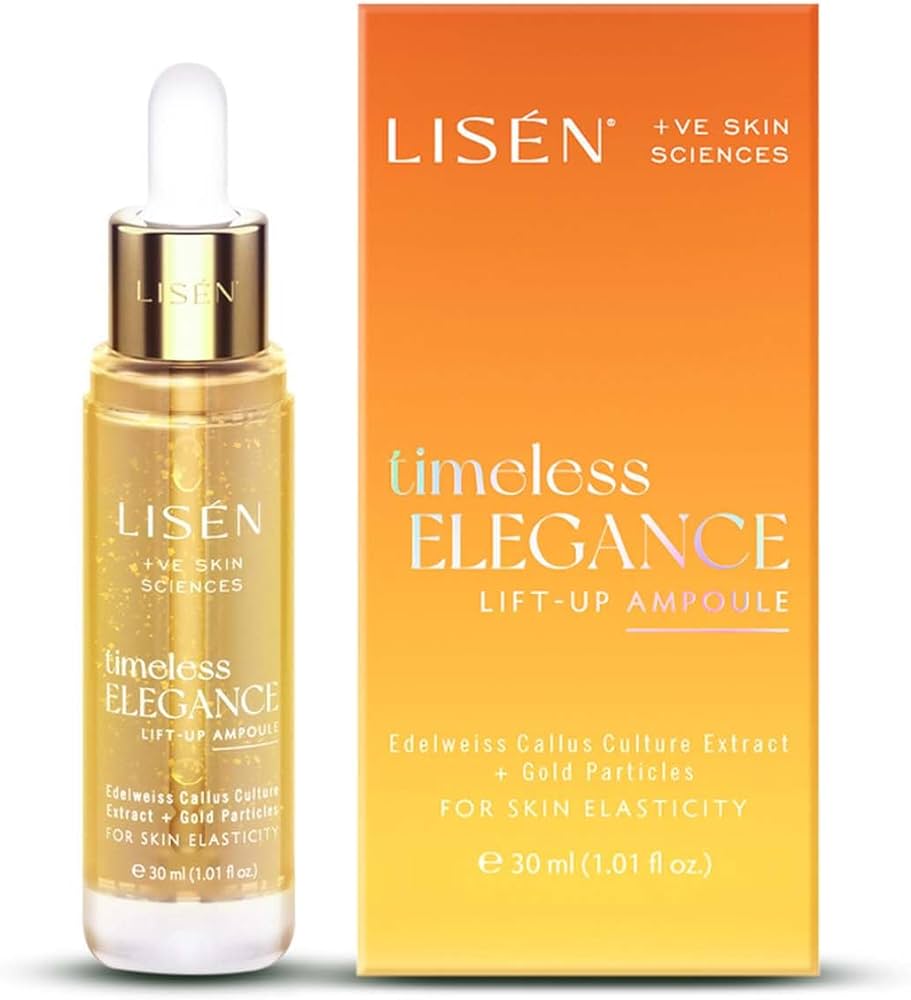 LISÉN
LISÉN
+VE SKIN
SCIENCES
timeless
ELEGANCE
LIFT-UP AMPOULE
Edelweiss Callus Culture
Extract + Gold Particles
FOR SKIN ELASTICITY
℮ 30 ml (1.01 fl oz.)
LISÉN®
+VE SKIN
SCIENCES
timeless
ELEGANCE
LIFT-UP AMPOULE
Edelweiss Callus Culture Extract
+ Gold Particles
FOR SKIN ELASTICITY
℮ 30 ml (1.01 fl oz.)